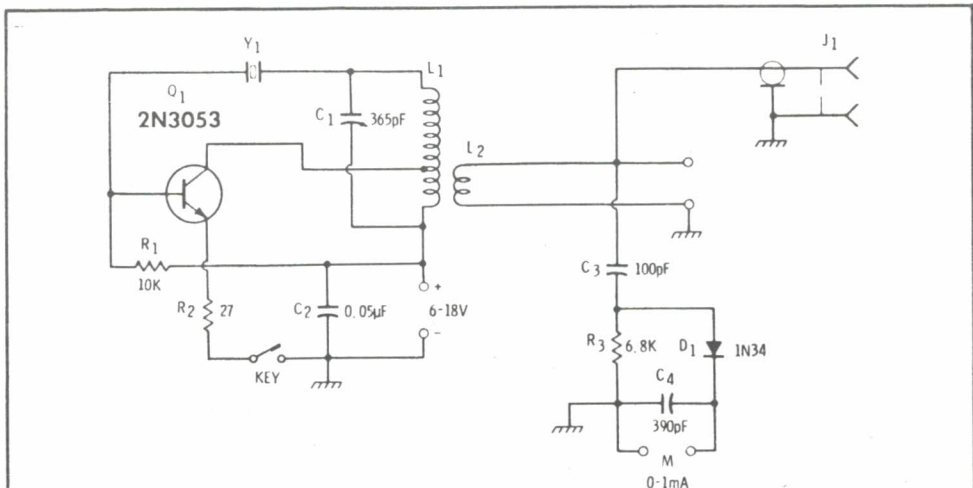 Y1
Q1
2N3053
C1 365pF
L1
L2
J1
R1
10K
R2 27
KEY
C2 0.05µF
+
6-18V
-
C3 100pF
R3 6.8K
D1 1N34
C4
390pF
M
0-1mA